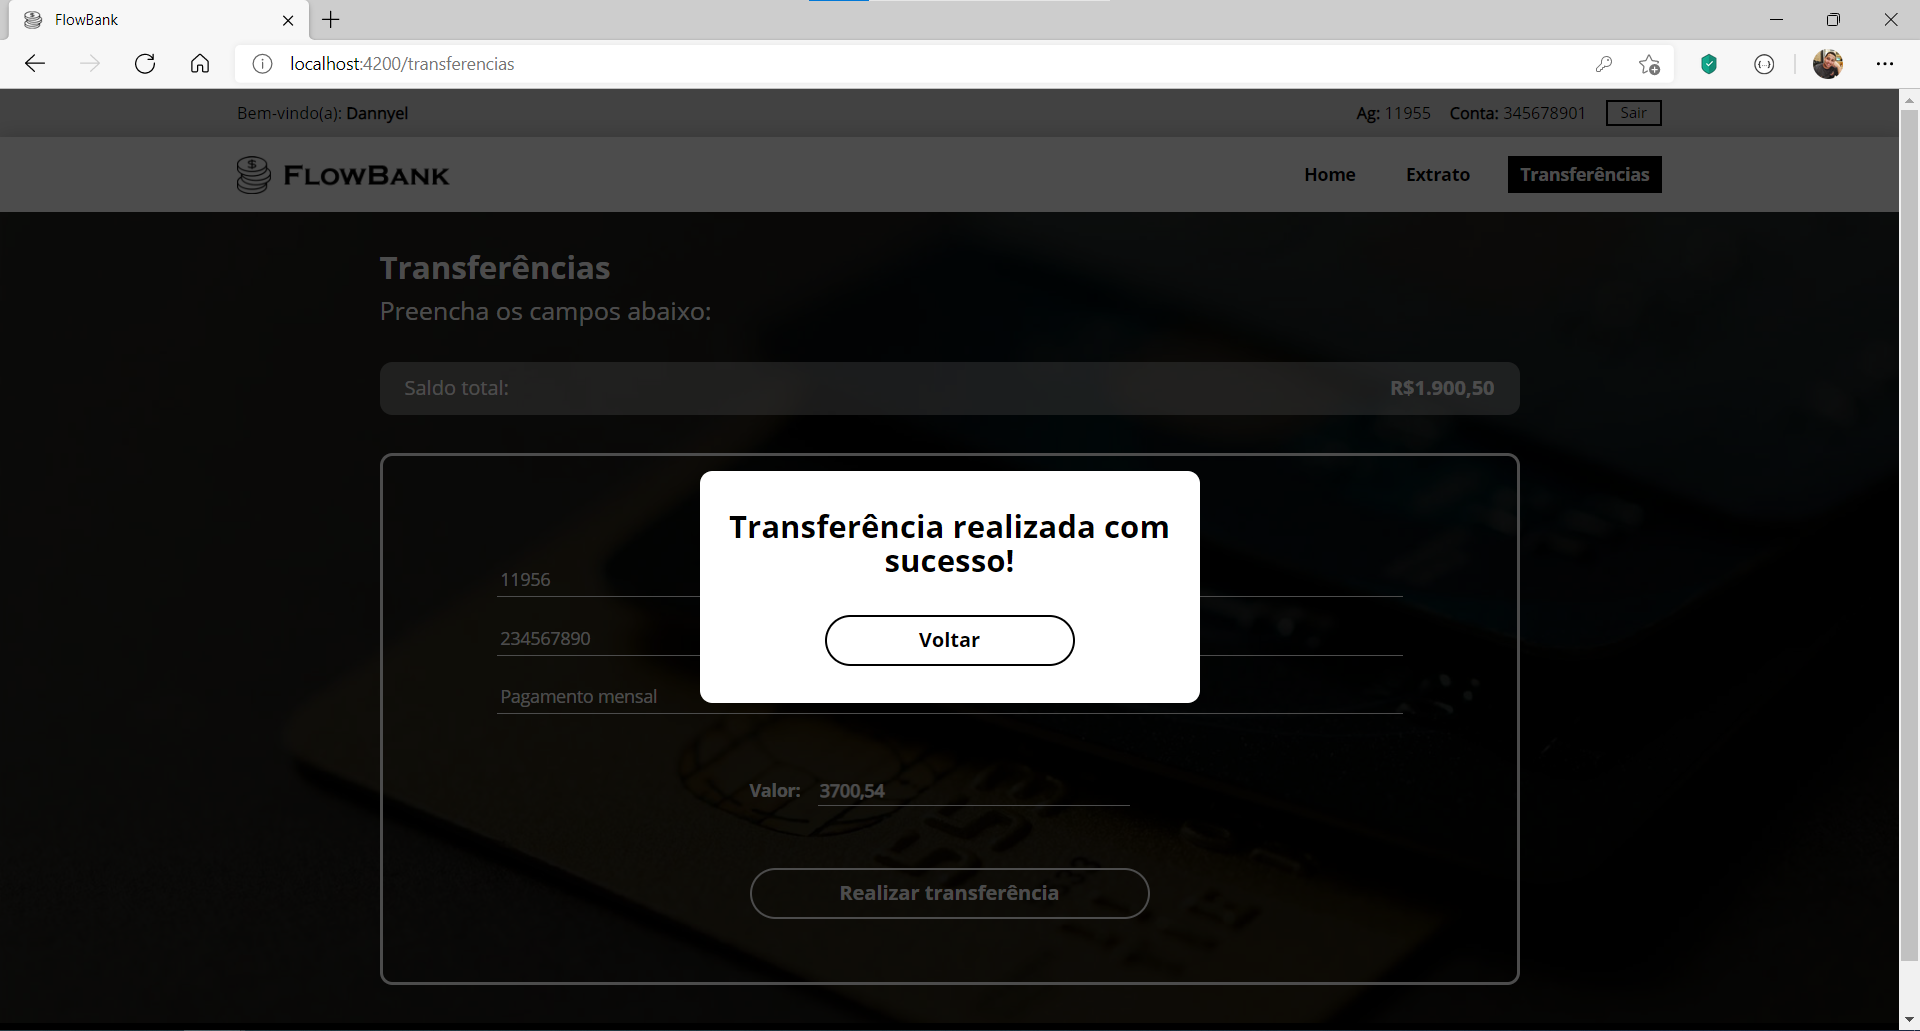 FlowBank
localhost:4200/transferencias
Bem-vindo(a): Dannyel
Ag: 11955 Conta: 345678901 Sair
FLOWBANK
Home Extrato Transferências
Transferências
Preencha os campos abaixo:
Saldo total: R$1.900,50
Transferência realizada com
sucesso!
11956
Voltar
234567890
Pagamento mensal
Valor: 3700,54
Realizar transferência